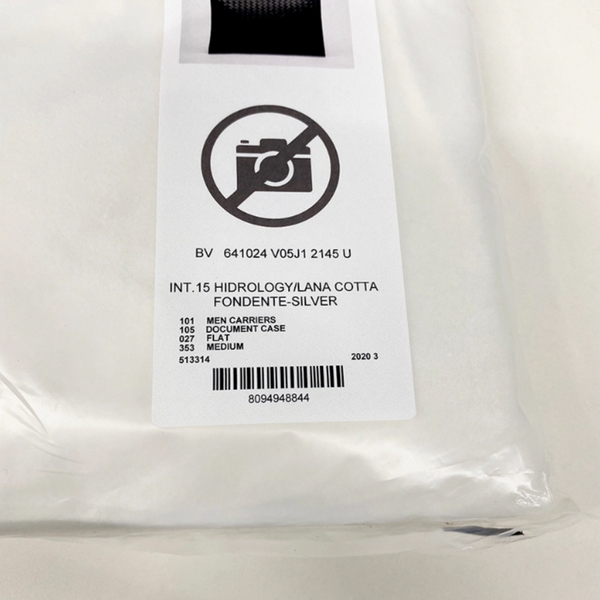 BV 641024 V05J1 2145 U
INT.15 HIDROLOGY/LANA COTTA
FONDENTE-SILVER
101 MEN CARRIERS
105 DOCUMENT CASE
027 FLAT
353 MEDIUM
513314 2020 3
8094948844